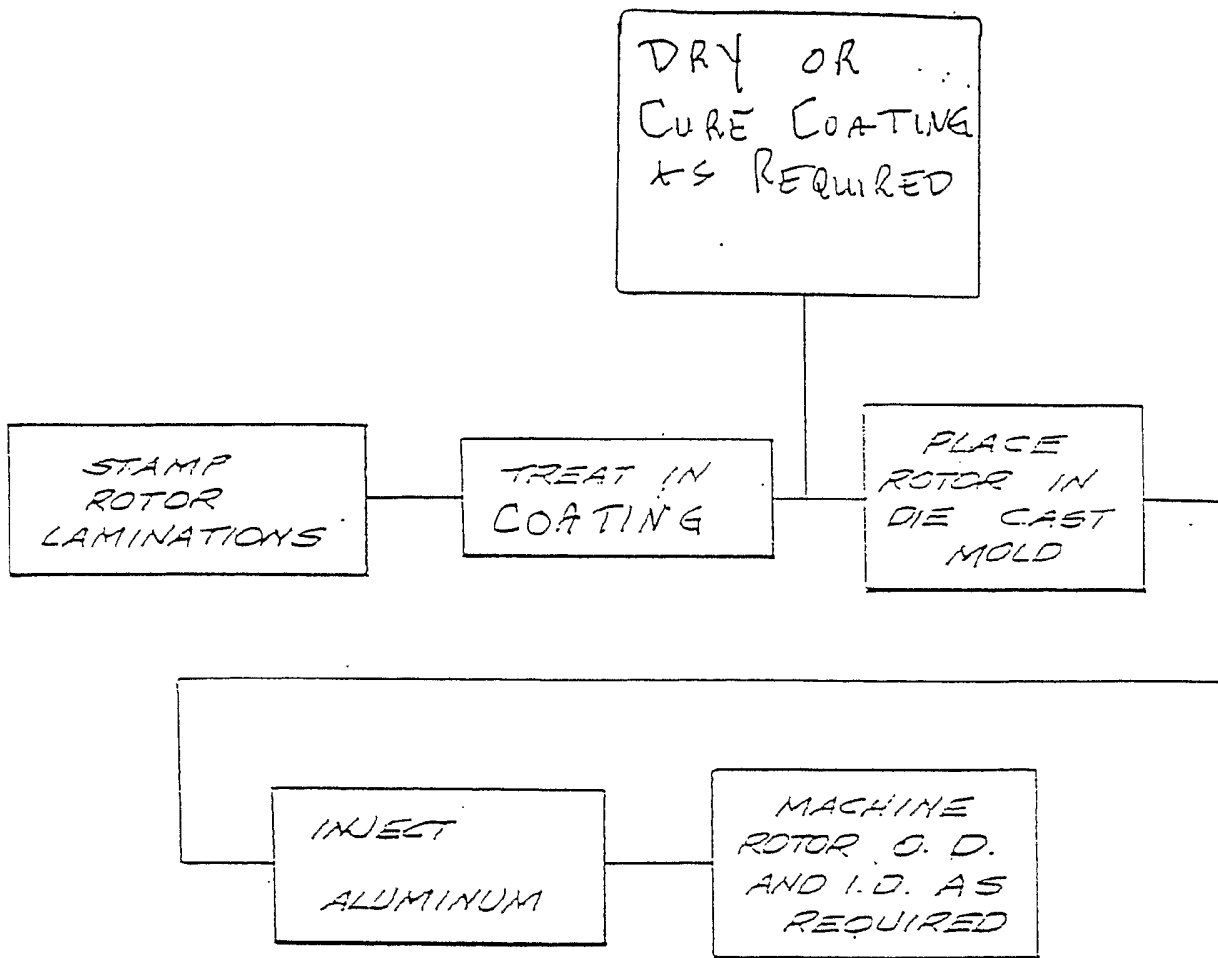 DRY OR
CURE COATING
AS REQUIRED
STAMP
ROTOR
LAMINATIONS
TREAT IN
COATING
PLACE
ROTOR IN
DIE CAST
MOLD
INJECT
ALUMINUM
MACHINE
ROTOR O.D.
AND I.D. AS
REQUIRED